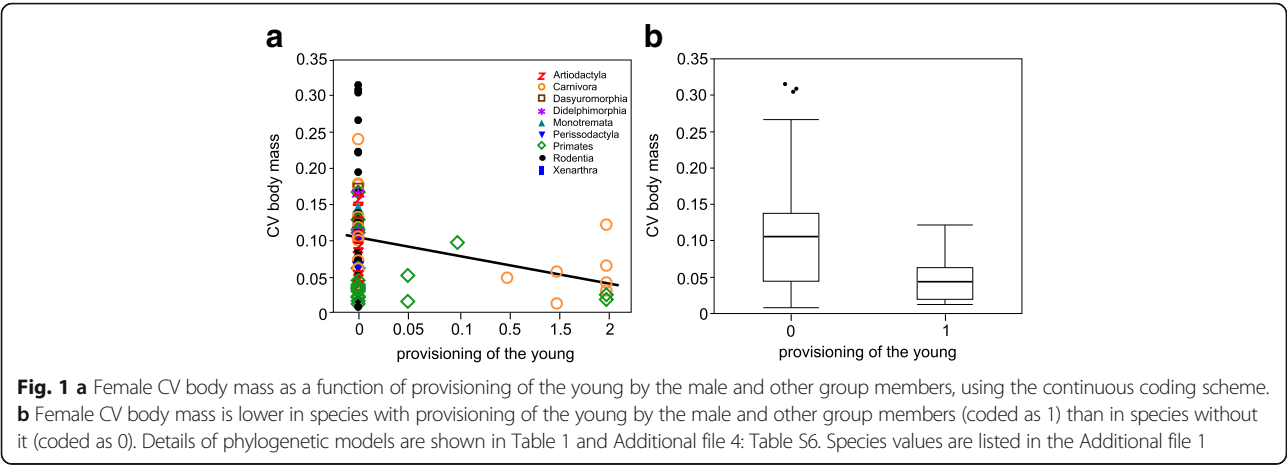 a
0.35
0.30
0.25
0.20
0.15
0.10
0.05
0
CV body mass
Artiodactyla
Carnivora
Dasyuromorphia
Didelphimorphia
Monotremata
Perissodactyla
Primates
Rodentia
Xenarthra
0 0.05 0.1 0.5 1.5 2
provisioning of the young
b
0.35
0.30
0.25
0.20
0.15
0.10
0.05
0
CV body mass
0 1
provisioning of the young
Fig. 1 a Female CV body mass as a function of provisioning of the young by the male and other group members, using the continuous coding scheme.
b Female CV body mass is lower in species with provisioning of the young by the male and other group members (coded as 1) than in species without
it (coded as 0). Details of phylogenetic models are shown in Table 1 and Additional file 4: Table S6. Species values are listed in the Additional file 1